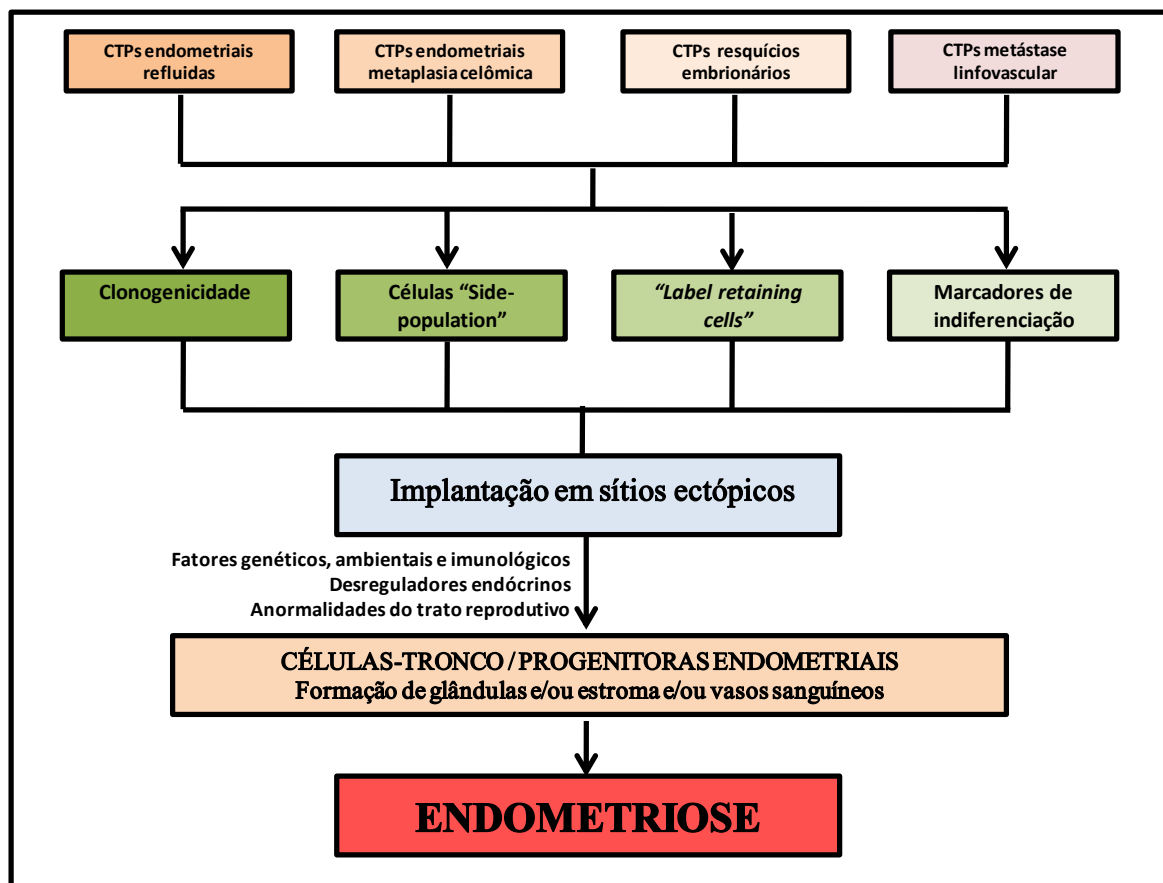 CTPs endometriais
refluidas
CTPs endometriais
metaplasia celômica
CTPs resquícios
embrionários
CTPs metástase
linfovascular
Clonogenicidade
Células “Side-
population”
“Label retaining
cells”
Marcadores de
indiferenciação
Implantação em sítios ectópicos
Fatores genéticos, ambientais e imunológicos
Desreguladores endócrinos
Anormalidades do trato reprodutivo
CÉLULAS-TRONCO / PROGENITORAS ENDOMETRIAIS
Formação de glândulas e/ou estroma e/ou vasos sanguíneos
ENDOMETRIOSE